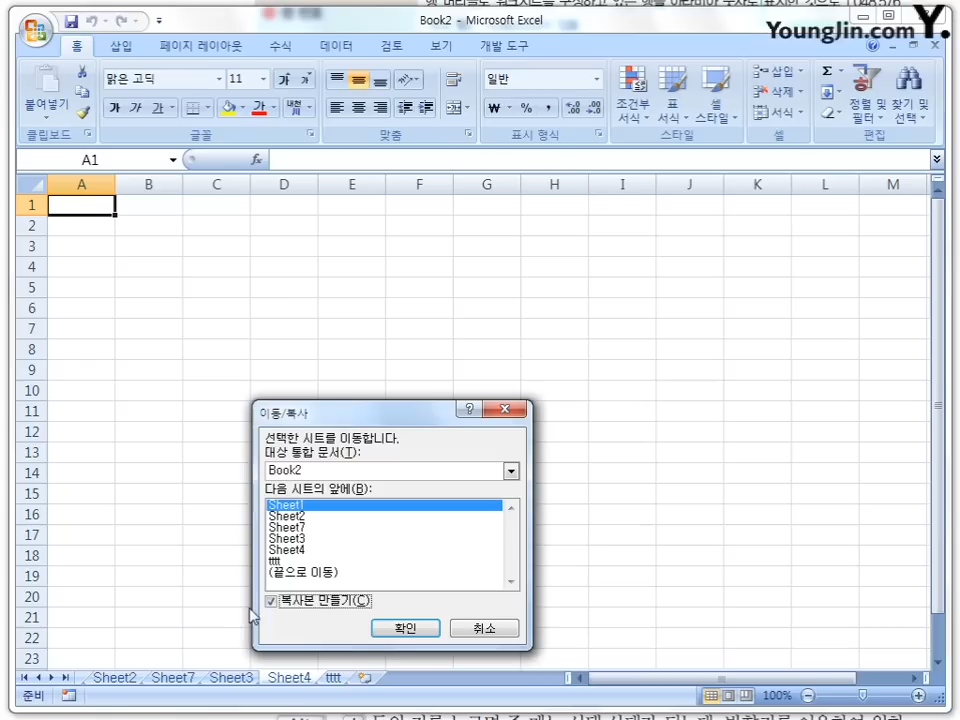 Book2 - Microsoft Excel
YoungJin.com Y.
홈 삽입 페이지 레이아웃 수식 데이터 검토 보기 개발 도구
맑은 고딕 11 일반
붙여넣기 가 가 가 가 내천
조건부 서식 표 서식 셀 스타일 삽입 삭제 서식 정렬 및 필터 찾기 및 선택
클립보드 글꼴 맞춤 표시 형식 스타일 셀 편집
A1 fx
A B C D E F G H I J K L M
1
2
3
4
5
6
7
8
9
10
11
12
13
14
15
16
17
18
19
20
21
22
23
이동/복사
선택한 시트를 이동합니다.
대상 통합 문서(T):
Book2
다음 시트의 앞에(B):
Sheet1
Sheet2
Sheet7
Sheet3
Sheet4
tttt
(끝으로 이동)
복사본 만들기(C)
확인 취소
Sheet2 Sheet7 Sheet3 Sheet4 tttt
준비 100%